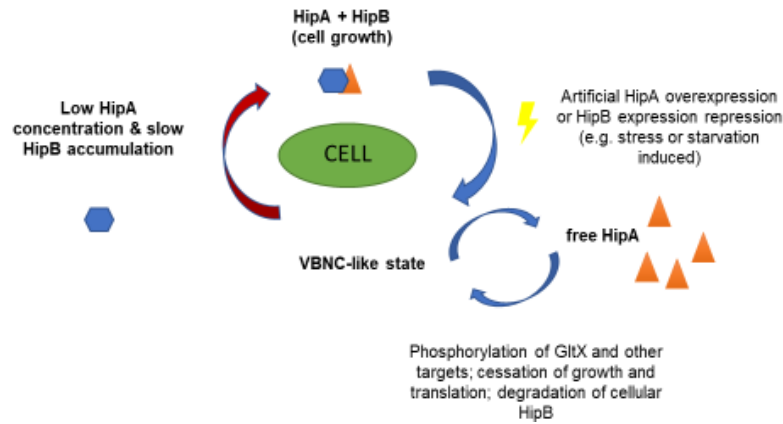 HipA + HipB
(cell growth)
Low HipA
concentration & slow
HipB accumulation
CELL
Artificial HipA overexpression
or HipB expression repression
(e.g. stress or starvation
induced)
free HipA
VBNC-like state
Phosphorylation of GltX and other
targets; cessation of growth and
translation; degradation of cellular
HipB